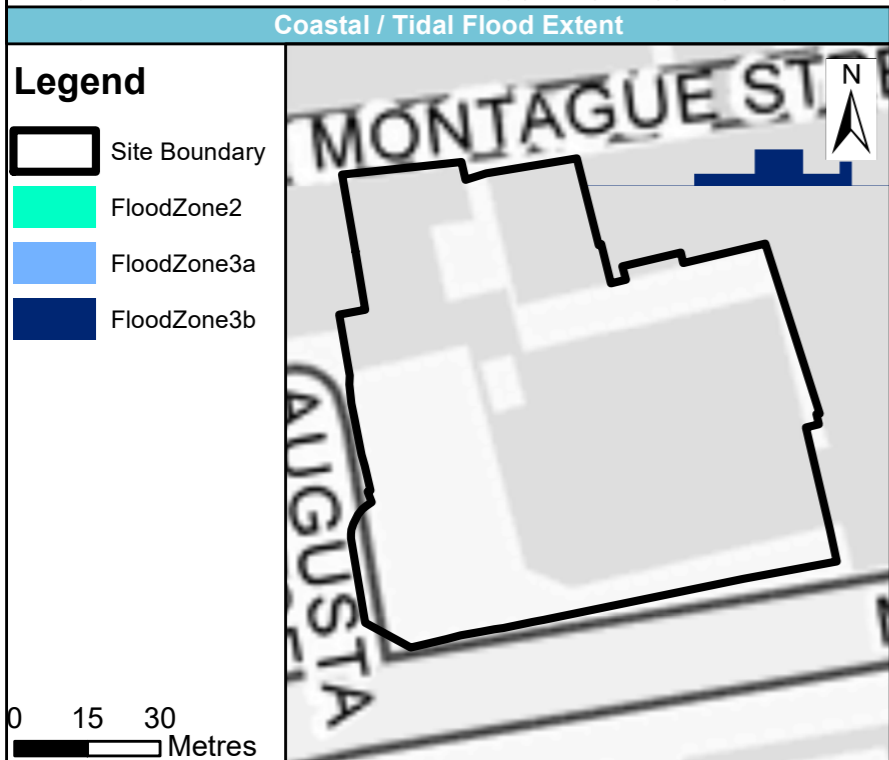 Coastal / Tidal Flood Extent
Legend
Site Boundary
FloodZone2
FloodZone3a
FloodZone3b
0 15 30
Metres
MONTAGUE ST
N
AUGUSTA